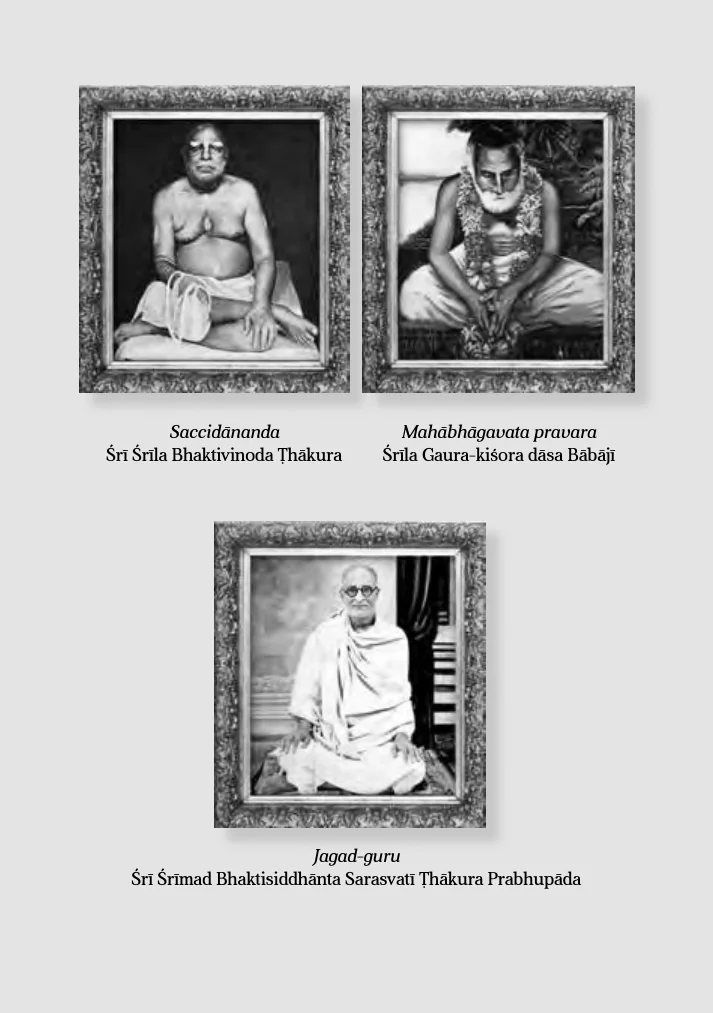 Saccidānanda
Śrī Śrīla Bhaktivinoda Ṭhākura
Mahābhāgavata pravara
Śrīla Gaura-kiśora dāsa Bābājī
Jagad-guru
Śrī Śrīmad Bhaktisiddhānta Sarasvatī Ṭhākura Prabhupāda